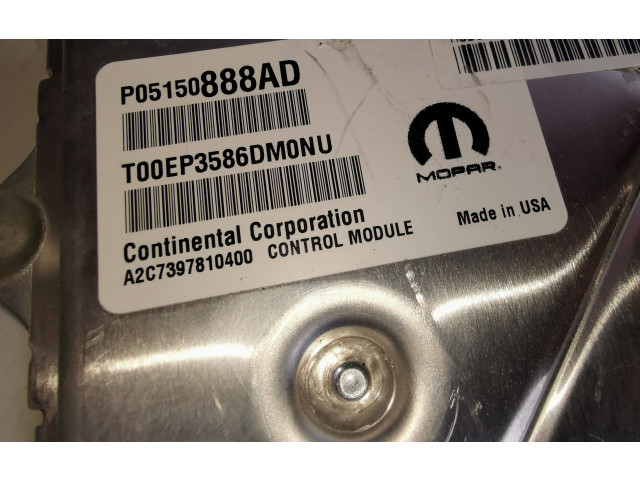 P05150888AD
T00EP3586DM0NU
MOPAR
Continental Corporation
A2C7397810400 CONTROL MODULE
Made in USA